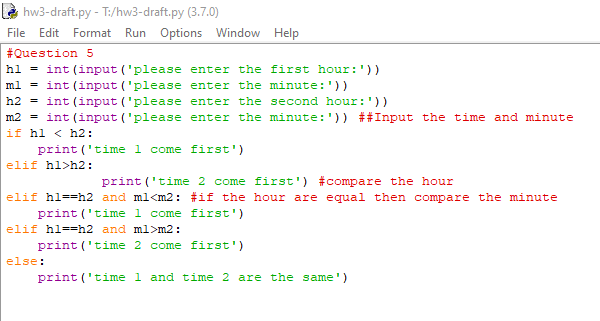 hw3-draft.py - T:/hw3-draft.py (3.7.0)
File Edit Format Run Options Window Help
#Question 5
h1 = int(input('please enter the first hour:'))
m1 = int(input('please enter the minute:'))
h2 = int(input('please enter the second hour:'))
m2 = int(input('please enter the minute:')) ##Input the time and minute
if h1 < h2:
    print('time 1 come first')
elif h1>h2:
            print('time 2 come first') #compare the hour
elif h1==h2 and m1<m2: #if the hour are equal then compare the minute
    print('time 1 come first')
elif h1==h2 and m1>m2:
    print('time 2 come first')
else:
    print('time 1 and time 2 are the same')